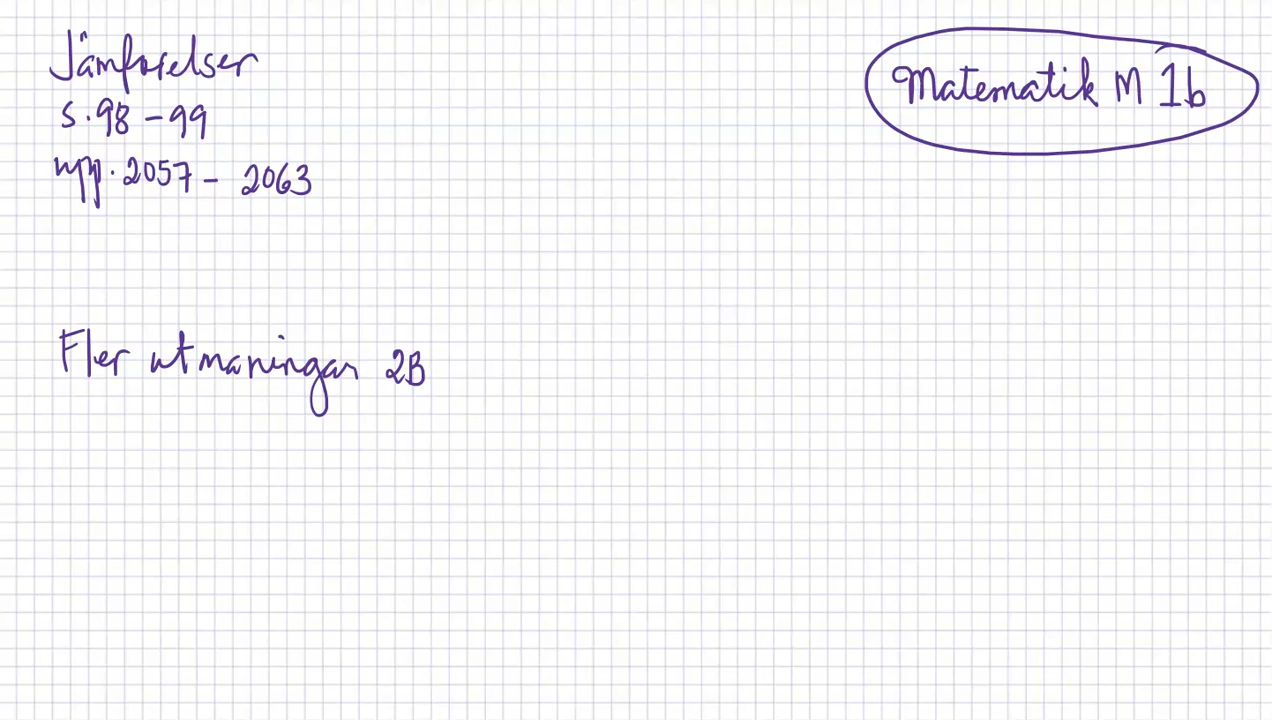 Jämförelser
s. 98 - 99
upp. 2057 - 2063
Matematik M 1b
Fler utmaningar 2B